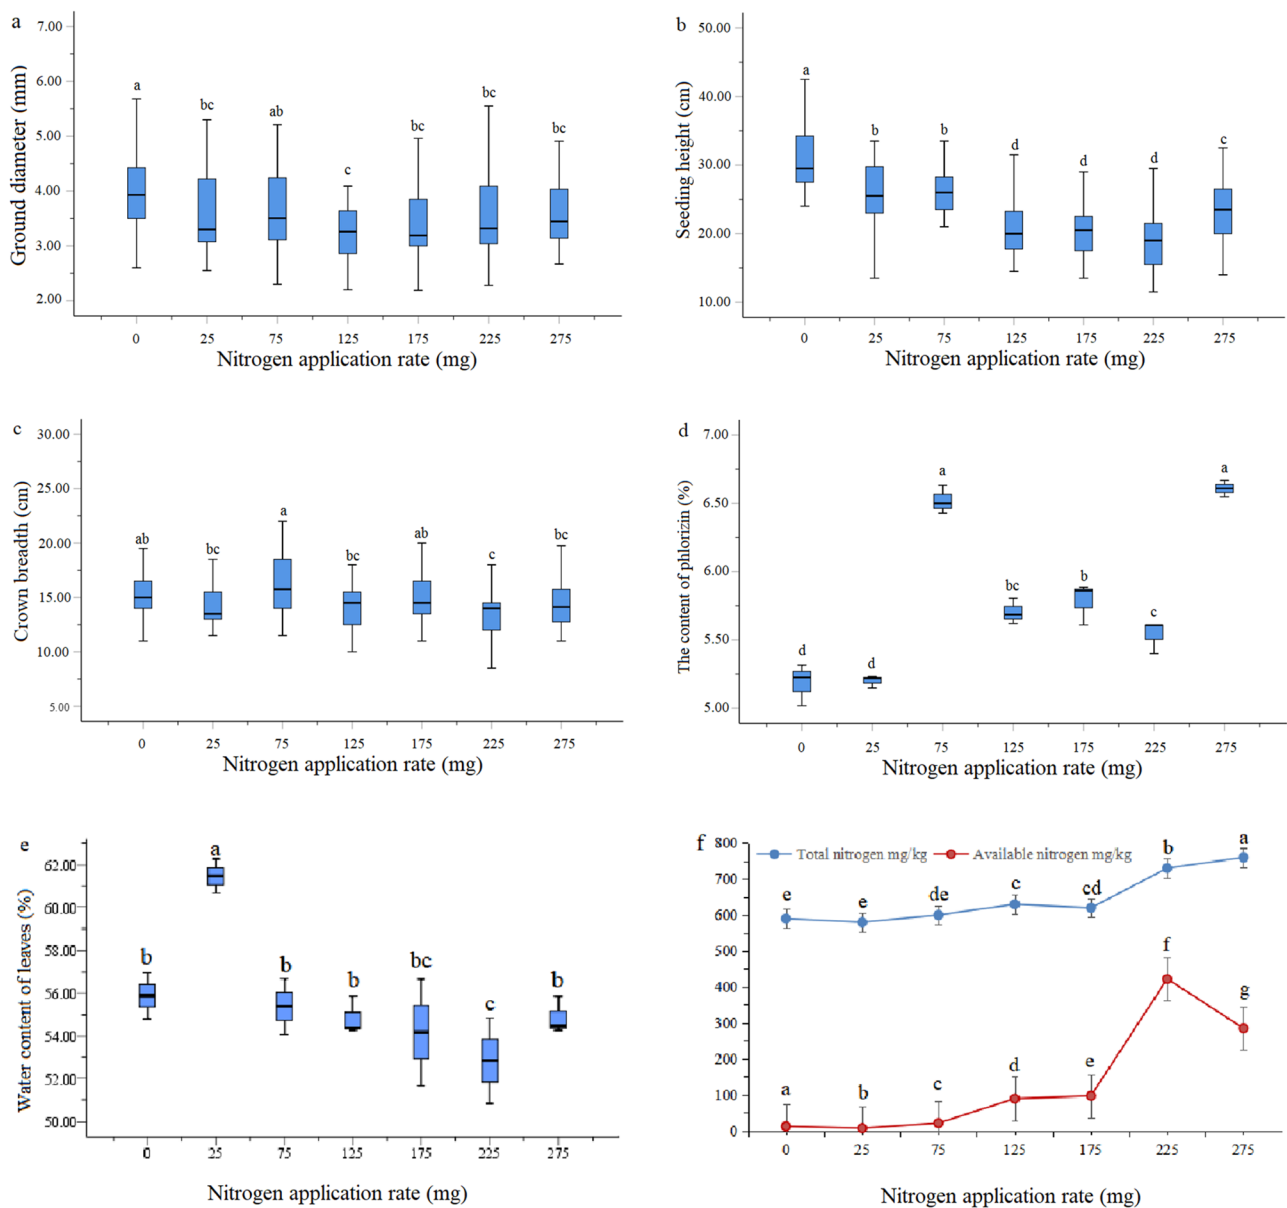 a
Ground diameter (mm)
7.00
6.00
5.00
4.00
3.00
2.00
a
bc
ab
c
bc
bc
bc
0 25 75 125 175 225 275
Nitrogen application rate (mg)
b
Seeding height (cm)
50.00
40.00
30.00
20.00
10.00
a
b
b
d
d
d
c
0 25 75 125 175 225 275
Nitrogen application rate (mg)
c
Crown breadth (cm)
30.00
25.00
20.00
15.00
10.00
5.00
ab
bc
a
bc
ab
c
bc
0 25 75 125 175 225 275
Nitrogen application rate (mg)
d
The content of phlorizin (%)
7.00
6.50
6.00
5.50
5.00
d
d
a
bc
b
c
a
0 25 75 125 175 225 275
Nitrogen application rate (mg)
e
Water content of leaves (%)
62.00
60.00
58.00
56.00
54.00
52.00
50.00
b
a
b
b
bc
c
b
0 25 75 125 175 225 275
Nitrogen application rate (mg)
f
Total nitrogen mg/kg Available nitrogen mg/kg
800
700
600
500
400
300
200
100
0
e
e
de
c
cd
b
a
a
b
c
d
e
f
g
0 25 75 125 175 225 275
Nitrogen application rate (mg)